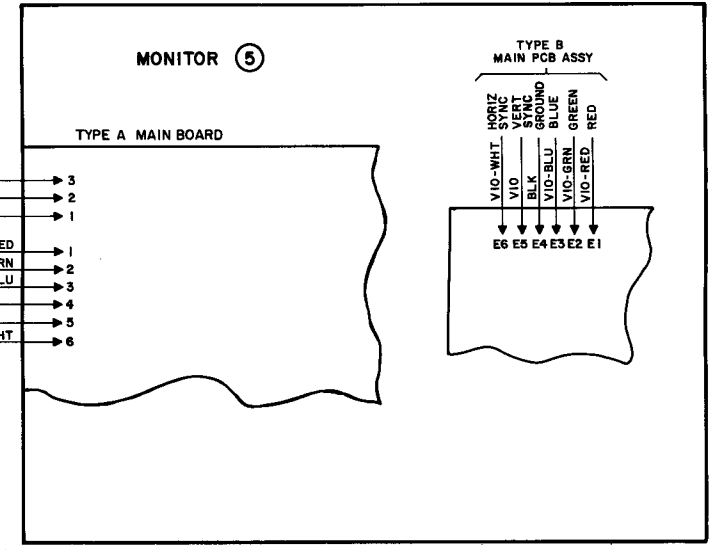 MONITOR 5
TYPE B
MAIN PCB ASSY
HORIZ SYNC
VERT SYNC
GROUND
BLUE
GREEN
RED
TYPE A MAIN BOARD
VIO-WHT
VIO
BLK
VIO-BLU
VIO-GRN
VIO-RED
3
2
1
E6 E5 E4 E3 E2 E1
ED 1
RN 2
LU 3
4
5
HT 6